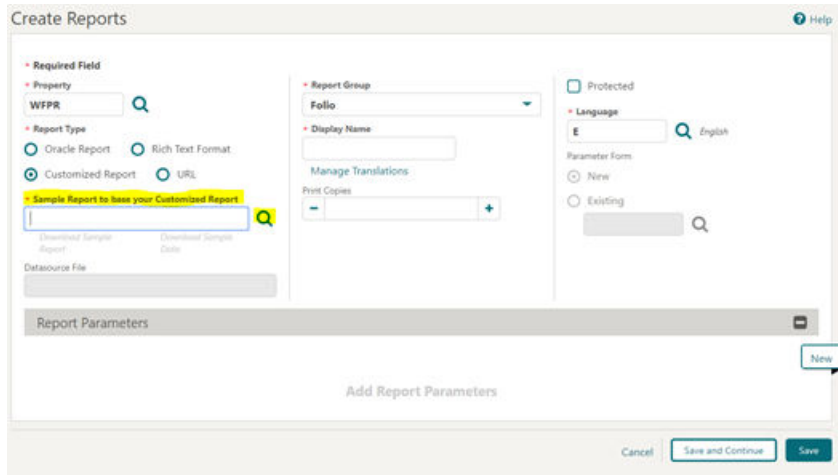 Create Reports
Help
* Required Field
* Property
WFPR
* Report Type
Oracle Report
Rich Text Format
Customized Report
URL
* Sample Report to base your Customized Report
Download Sample Report
Download Sample Data
Datasource File
* Report Group
Folio
* Display Name
Manage Translations
Print Copies
Protected
* Language
E
English
Parameter Form
New
Existing
Report Parameters
New
Add Report Parameters
Cancel
Save and Continue
Save